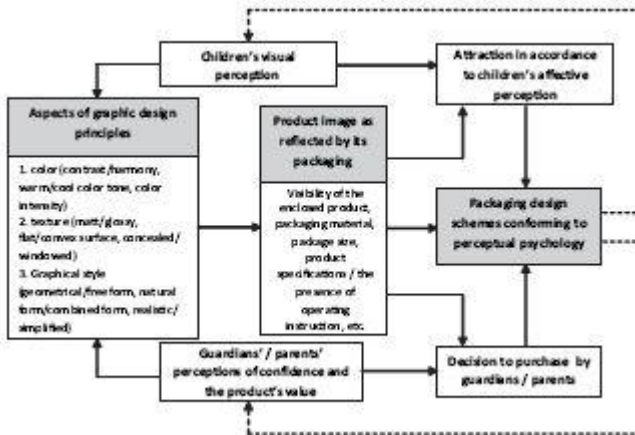 Children's visual
perception
Attraction in accordance
to children's affective
perception
Aspects of graphic design
principles
1. color (contrast/harmony,
warm/cool color tone, color
intensity)
2. texture (matt/glossy,
flat/convex surface, concealed/
windowed)
3. Graphical style
(geometrical/free form, natural
form/combined form, realistic/
simplified)
Product image as
reflected by its
packaging
Visibility of the
enclosed product,
packaging material,
package size,
product
specifications / the
presence of
operating
instruction, etc.
Packaging design
schemes conforming to
perceptual psychology
Guardians' / parents'
perceptions of confidence and
the product's value
Decision to purchase by
guardians / parents